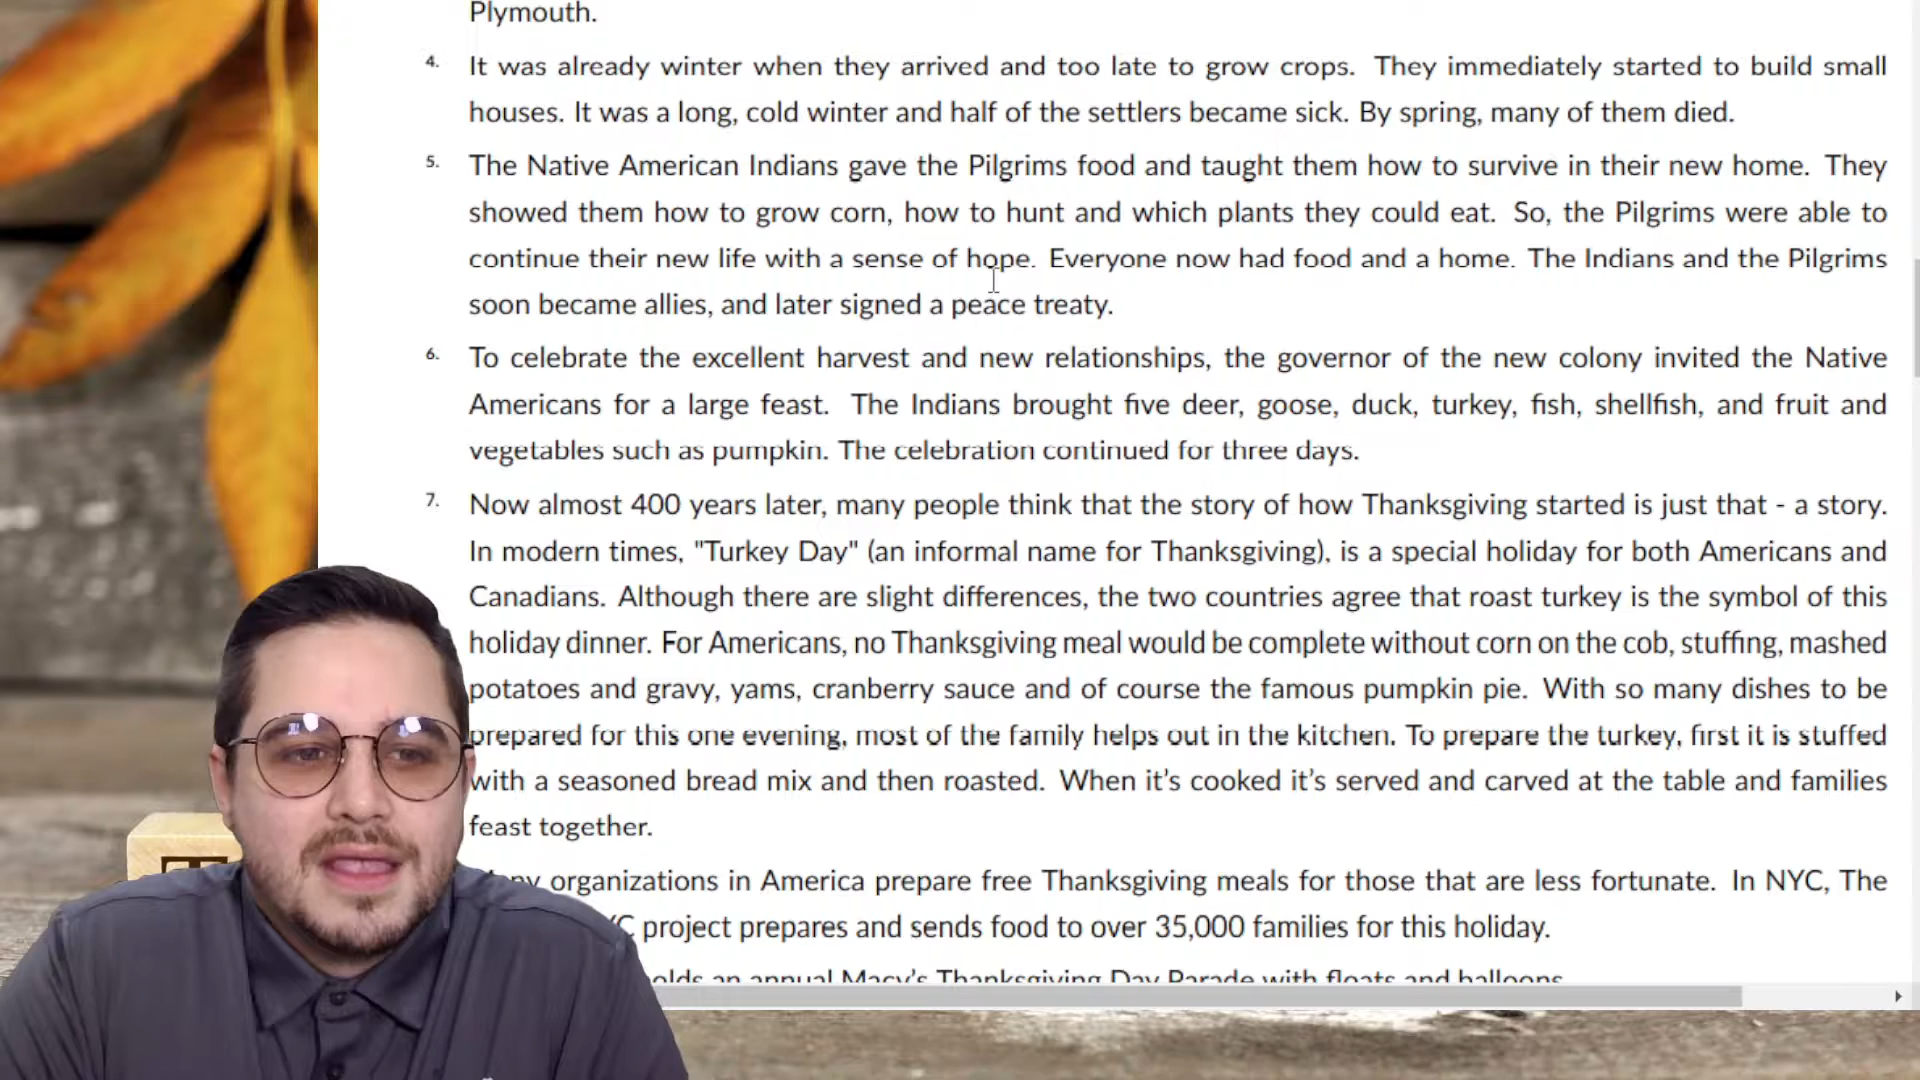 Plymouth.
4. It was already winter when they arrived and too late to grow crops. They immediately started to build small
houses. It was a long, cold winter and half of the settlers became sick. By spring, many of them died.
5. The Native American Indians gave the Pilgrims food and taught them how to survive in their new home. They
showed them how to grow corn, how to hunt and which plants they could eat. So, the Pilgrims were able to
continue their new life with a sense of hope. Everyone now had food and a home. The Indians and the Pilgrims
soon became allies, and later signed a peace treaty.
6. To celebrate the excellent harvest and new relationships, the governor of the new colony invited the Native
Americans for a large feast. The Indians brought five deer, goose, duck, turkey, fish, shellfish, and fruit and
vegetables such as pumpkin. The celebration continued for three days.
7. Now almost 400 years later, many people think that the story of how Thanksgiving started is just that - a story.
In modern times, "Turkey Day" (an informal name for Thanksgiving), is a special holiday for both Americans and
Canadians. Although there are slight differences, the two countries agree that roast turkey is the symbol of this
holiday dinner. For Americans, no Thanksgiving meal would be complete without corn on the cob, stuffing, mashed
potatoes and gravy, yams, cranberry sauce and of course the famous pumpkin pie. With so many dishes to be
prepared for this one evening, most of the family helps out in the kitchen. To prepare the turkey, first it is stuffed
with a seasoned bread mix and then roasted. When it’s cooked it’s served and carved at the table and families
feast together.
organizations in America prepare free Thanksgiving meals for those that are less fortunate. In NYC, The
project prepares and sends food to over 35,000 families for this holiday.
an annual Macy’s Thanksgiving Day Parade with floats and balloons.